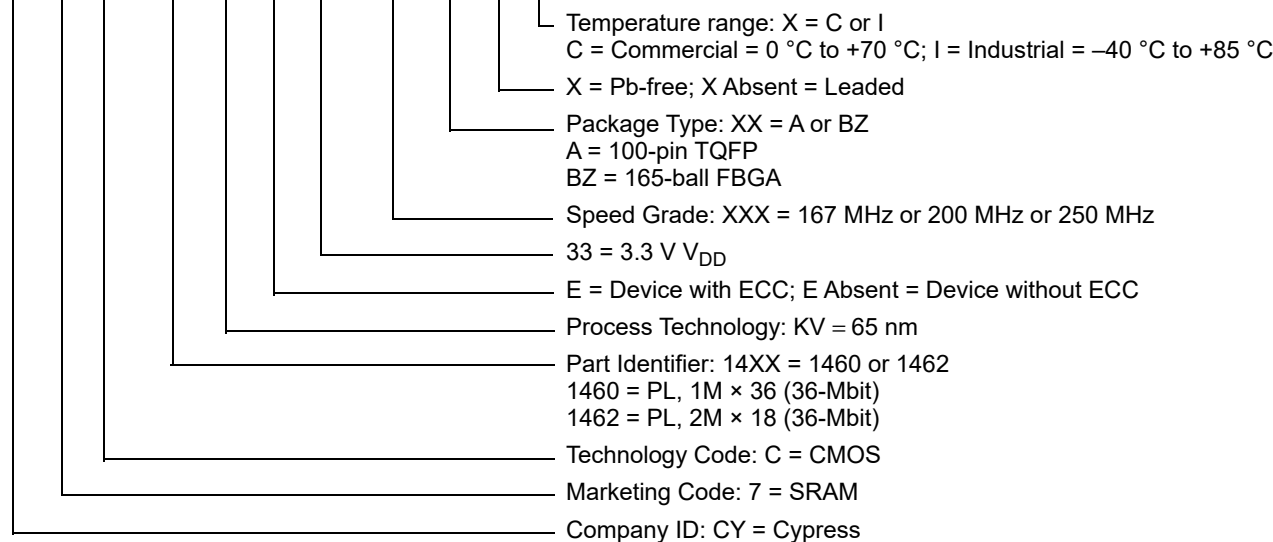 Temperature range: X = C or I
C = Commercial = 0 °C to +70 °C; I = Industrial = –40 °C to +85 °C
X = Pb-free; X Absent = Leaded
Package Type: XX = A or BZ
A = 100-pin TQFP
BZ = 165-ball FBGA
Speed Grade: XXX = 167 MHz or 200 MHz or 250 MHz
33 = 3.3 V VDD
E = Device with ECC; E Absent = Device without ECC
Process Technology: KV = 65 nm
Part Identifier: 14XX = 1460 or 1462
1460 = PL, 1M × 36 (36-Mbit)
1462 = PL, 2M × 18 (36-Mbit)
Technology Code: C = CMOS
Marketing Code: 7 = SRAM
Company ID: CY = Cypress